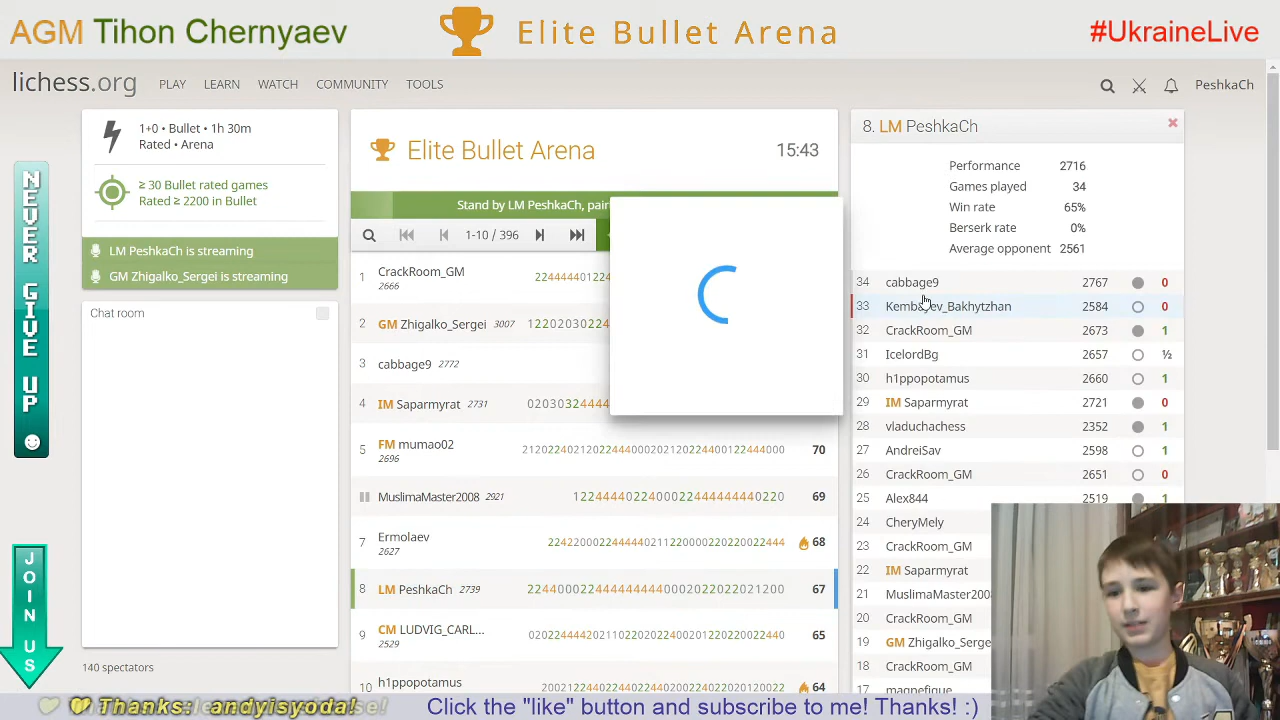 AGM Tihon Chernyaev
Elite Bullet Arena
#UkraineLive
lichess.org
PLAY LEARN WATCH COMMUNITY TOOLS
PeshkaCh
1+0 • Bullet • 1h 30m
Rated • Arena
≥ 30 Bullet rated games
Rated ≥ 2200 in Bullet
LM PeshkaCh is streaming
GM Zhigalko_Sergei is streaming
Chat room
140 spectators
NEVER GIVE UP
JOIN US
Elite Bullet Arena 15:43
Stand by LM PeshkaCh,
1-10 / 396
1 CrackRoom_GM
2666
2 GM Zhigalko_Sergei 3007
3 cabbage9 2772
4 IM Saparmyrat 2731
5 FM mumao02 70
2696
MuslimaMaster2008 2921 69
7 Ermolaev 68
2627
8 LM PeshkaCh 2739 67
9 CM LUDVIG_CARL... 65
2529
10 h1ppopotamus 64
8. LM PeshkaCh
Performance 2716
Games played 34
Win rate 65%
Berserk rate 0%
Average opponent 2561
34 cabbage9 2767 0
33 Kembayev_Bakhytzhan 2584 0
32 CrackRoom_GM 2673 1
31 IcelordBg 2657 ½
30 h1ppopotamus 2660 1
29 IM Saparmyrat 2721 0
28 vladuchachess 2352 1
27 AndreiSav 2598 1
26 CrackRoom_GM 2651 0
25 Alex844 2519 1
24 CheryMely
23 CrackRoom_GM
22 IM Saparmyrat
21 MuslimaMaster2008
20 CrackRoom_GM
19 GM Zhigalko_Serge
18 CrackRoom_GM
17 magnefique
Thanks: andyisyoda!
Click the "like" button and subscribe to me! Thanks! :)